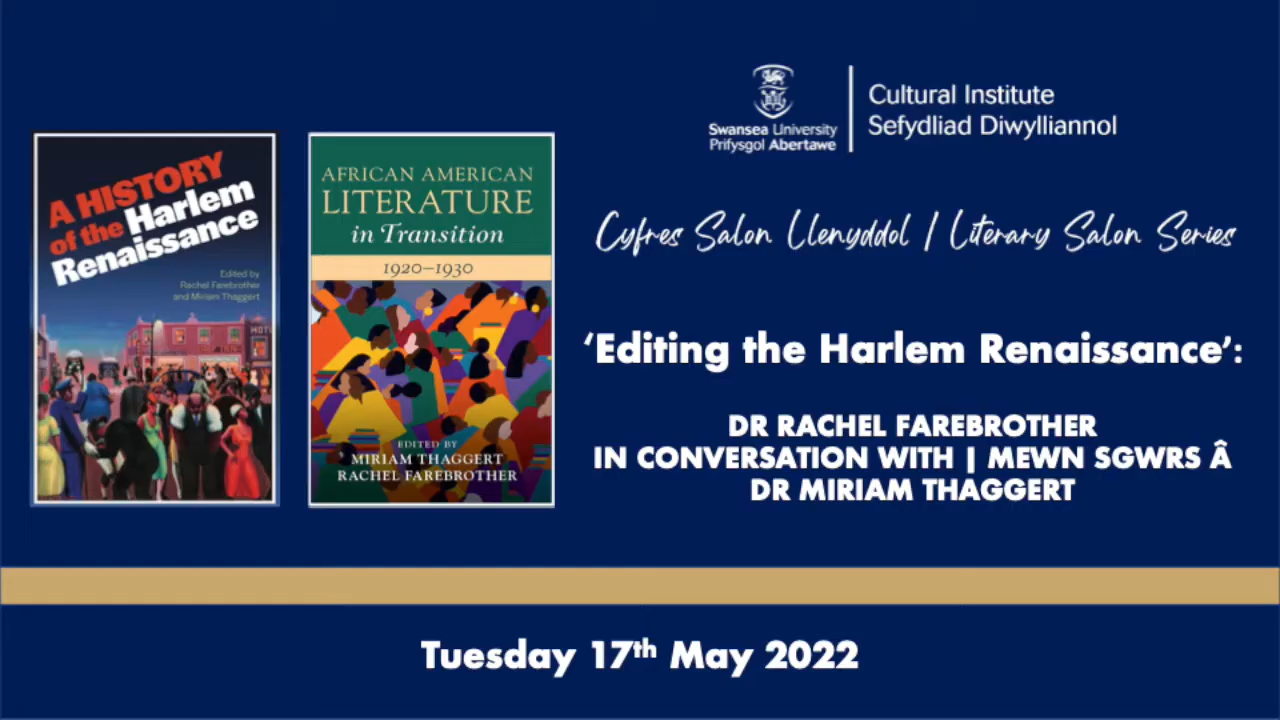 A HISTORY
of the Harlem
Renaissance
Edited by
Rachel Farebrother
and Miriam Thaggert
HOT
AFRICAN AMERICAN
LITERATURE
in Transition
1920–1930
EDITED BY
MIRIAM THAGGERT
RACHEL FAREBROTHER
Swansea University
Prifysgol Abertawe
Cultural Institute
Sefydliad Diwylliannol
Cyfres Salon Llenyddol / Literary Salon Series
‘Editing the Harlem Renaissance’:
DR RACHEL FAREBROTHER
IN CONVERSATION WITH | MEWN SGWRS Â
DR MIRIAM THAGGERT
Tuesday 17th May 2022